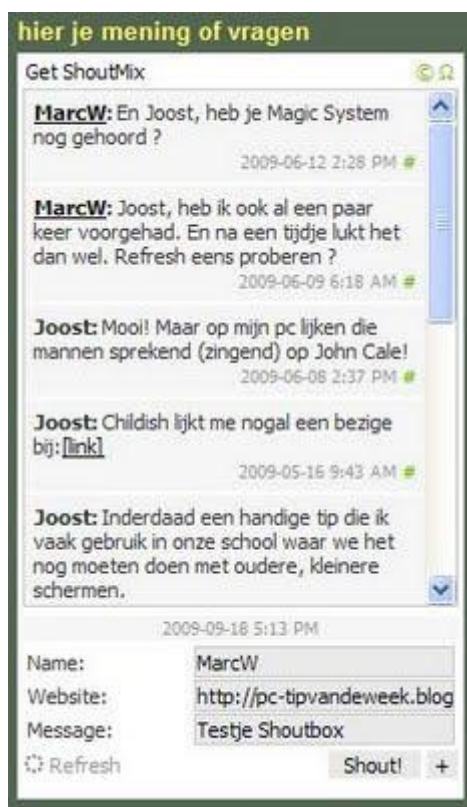 hier je mening of vragen
Get ShoutMix © Ω
MarcW: En Joost, heb je Magic System
nog gehoord ?
2009-06-12 2:28 PM #
MarcW: Joost, heb ik ook al een paar
keer voorgehad. En na een tijdje lukt het
dan wel. Refresh eens proberen ?
2009-06-09 6:18 AM #
Joost: Mooi! Maar op mijn pc lijken die
mannen sprekend (zingend) op John Cale!
2009-06-08 2:37 PM #
Joost: Childish lijkt me nogal een bezige
bij:[link]
2009-05-16 9:43 AM #
Joost: Inderdaad een handige tip die ik
vaak gebruik in onze school waar we het
nog moeten doen met oudere, kleinere
schermen.
2009-09-18 5:13 PM
Name: MarcW
Website: http://pc-tipvandeweek.blog
Message: Testje Shoutbox
Refresh Shout! +